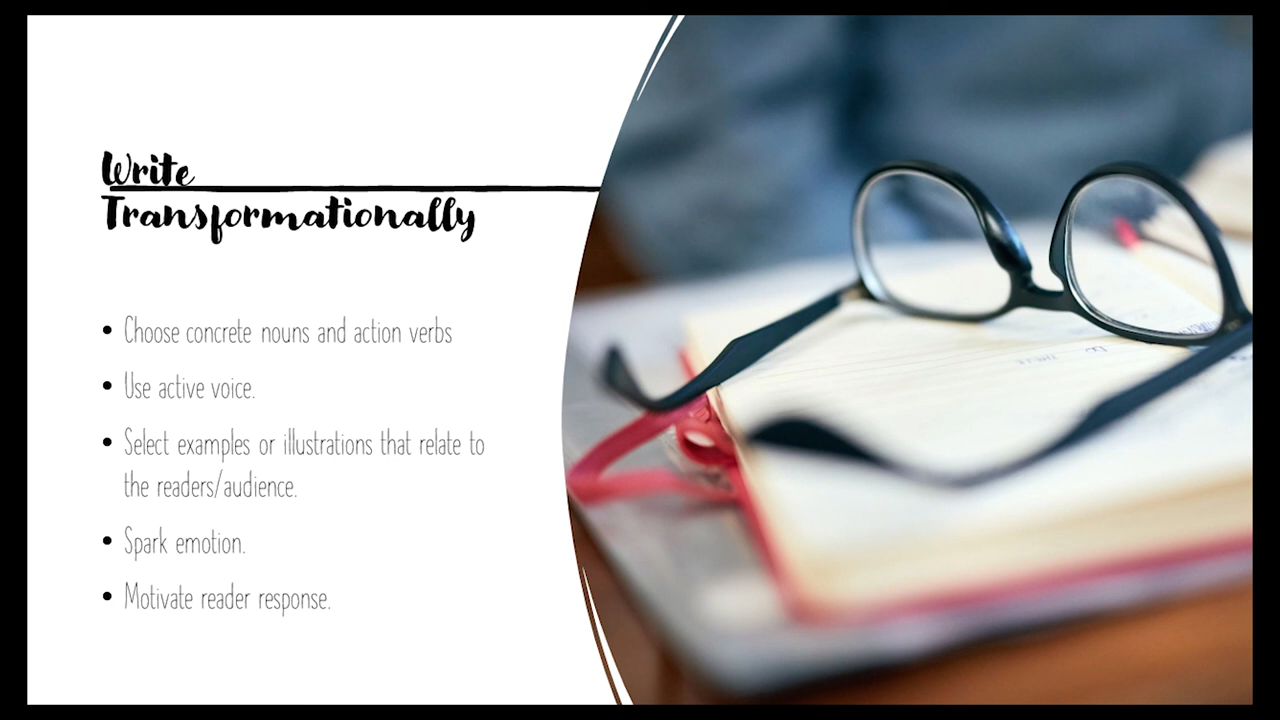 Write
Transformationally
• Choose concrete nouns and action verbs
• Use active voice.
• Select examples or illustrations that relate to
the readers/audience.
• Spark emotion.
• Motivate reader response.